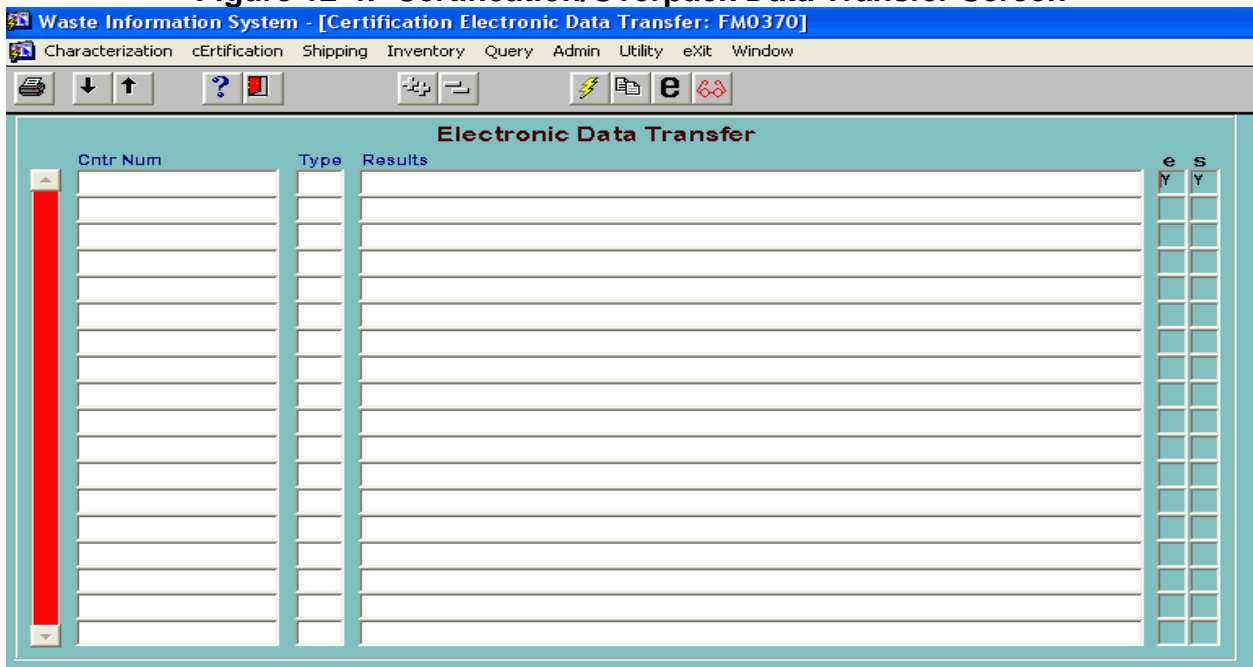 Waste Information System - [Certification Electronic Data Transfer: FM0370]
Characterization cErtification Shipping Inventory Query Admin Utility eXit Window
? e
Electronic Data Transfer
Cntr Num Type Results e s
Y Y